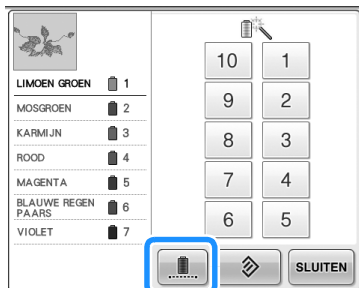 LIMOEN GROEN 1
MOSGROEN 2
KARMIJN 3
ROOD 4
MAGENTA 5
BLAUWE REGEN
PAARS 6
VIOLET 7
10 1
9 2
8 3
7 4
6 5
SLUITEN